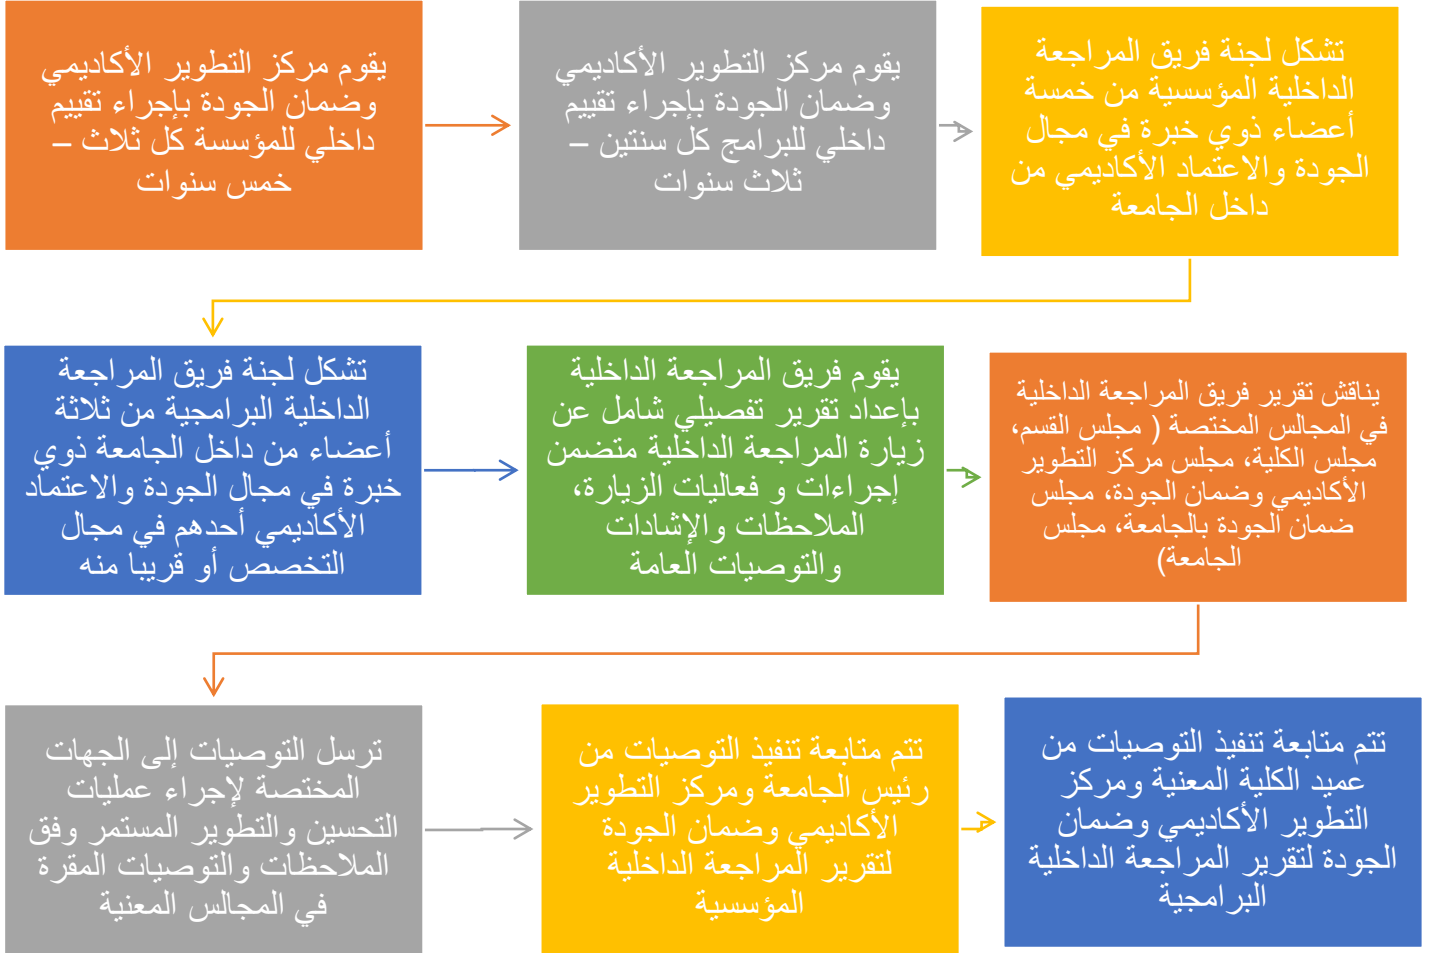 يقوم مركز التطوير الأكاديمي
وضمان الجودة بإجراء تقييم
داخلي للمؤسسة كل ثلاث –
خمس سنوات
يقوم مركز التطوير الأكاديمي
وضمان الجودة بإجراء تقييم
داخلي للبرامج كل سنتين –
ثلاث سنوات
تشكل لجنة فريق المراجعة
الداخلية المؤسسية من خمسة
أعضاء ذوي خبرة في مجال
الجودة والاعتماد الأكاديمي من
داخل الجامعة
تشكل لجنة فريق المراجعة
الداخلية البرامجية من ثلاثة
أعضاء من داخل الجامعة ذوي
خبرة في مجال الجودة والاعتماد
الأكاديمي أحدهم في مجال
التخصص أو قريبا منه
يقوم فريق المراجعة الداخلية
بإعداد تقرير تفصيلي شامل عن
زيارة المراجعة الداخلية متضمن
إجراءات و فعاليات الزيارة،
الملاحظات والإشادات
والتوصيات العامة
يناقش تقرير فريق المراجعة الداخلية
في المجالس المختصة ( مجلس القسم،
مجلس الكلية، مجلس مركز التطوير
الأكاديمي وضمان الجودة، مجلس
ضمان الجودة بالجامعة، مجلس
الجامعة)
ترسل التوصيات إلى الجهات
المختصة لإجراء عمليات
التحسين والتطوير المستمر وفق
الملاحظات والتوصيات المقرة
في المجالس المعنية
تتم متابعة تنفيذ التوصيات من
رئيس الجامعة ومركز التطوير
الأكاديمي وضمان الجودة
لتقرير المراجعة الداخلية
المؤسسية
تتم متابعة تنفيذ التوصيات من
عميد الكلية المعنية ومركز
التطوير الأكاديمي وضمان
الجودة لتقرير المراجعة الداخلية
البرامجية